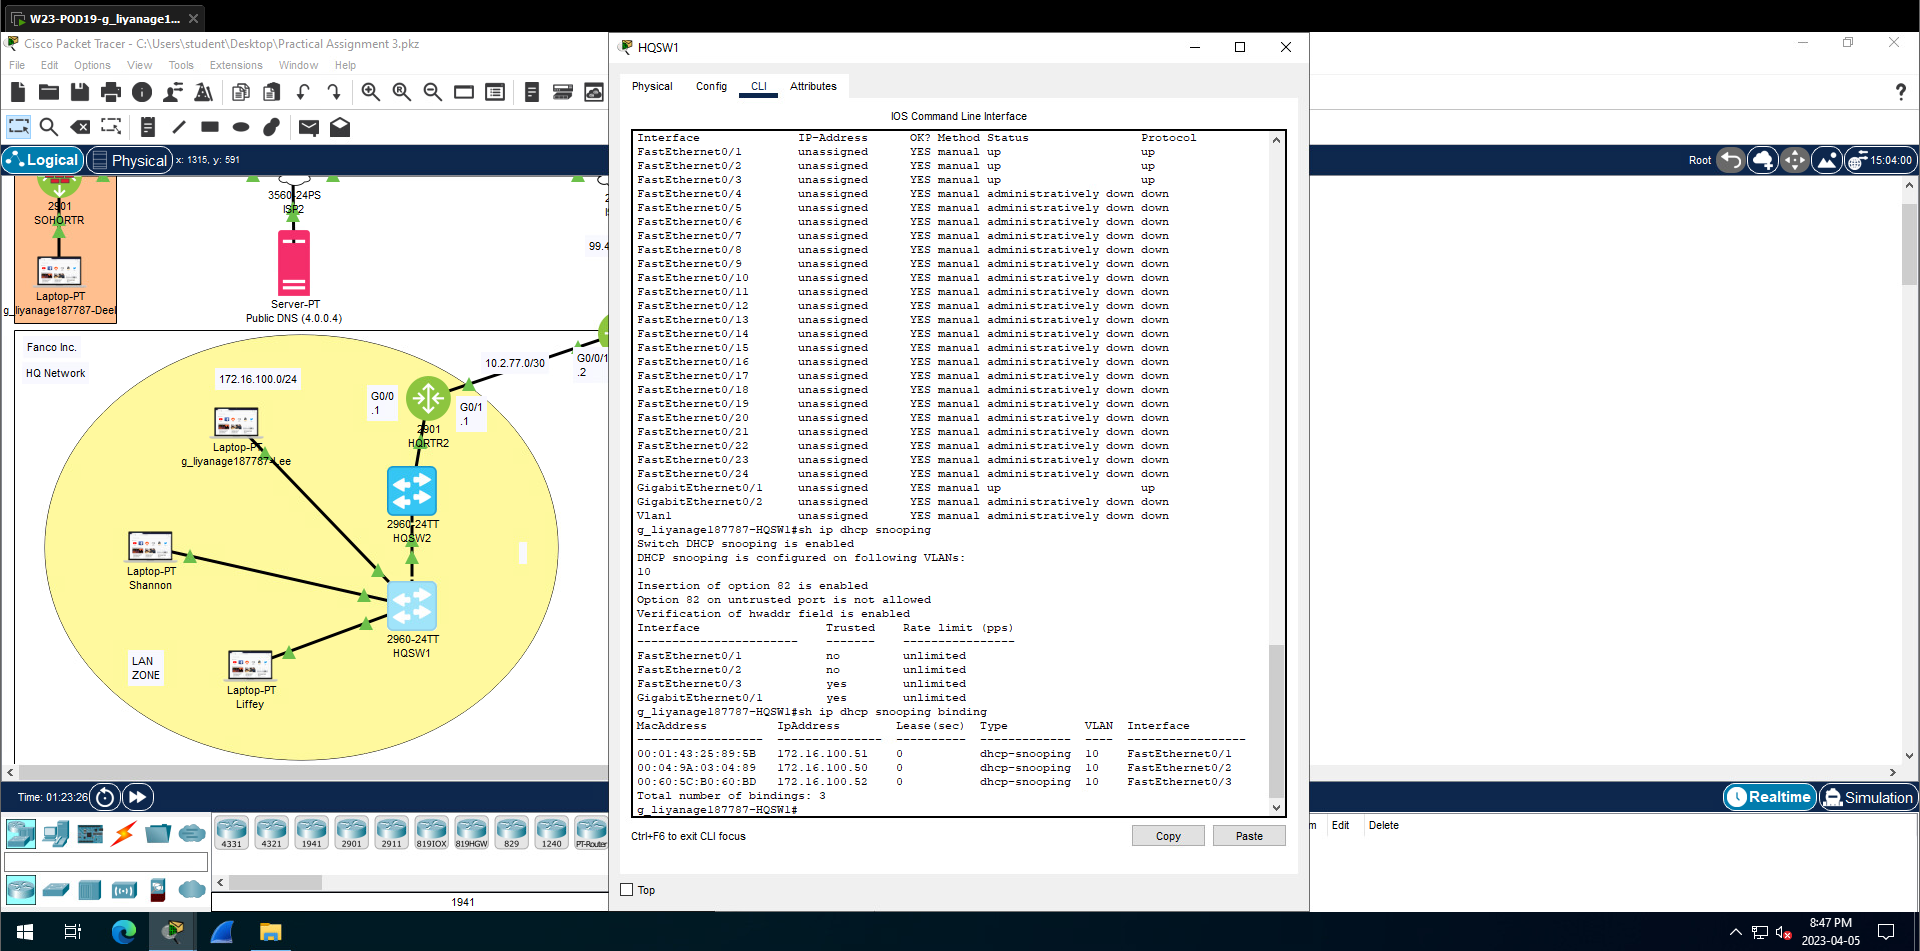 W23-POD19-g_liyanage1...
Cisco Packet Tracer - C:\Users\student\Desktop\Practical Assignment 3.pkz
File Edit Options View Tools Extensions Window Help
Logical Physical x: 1315, y: 591
Root 15:04:00
2901
SOHORTR
Laptop-PT
g_liyanage187787-Deel
3560-24PS
ISP2
Server-PT
Public DNS (4.0.0.4)
99.4
Fanco Inc.
HQ Network
172.16.100.0/24
10.2.77.0/30
G0/0/1
.2
G0/0
.1
G0/1
.1
2901
HQRTR2
Laptop-PT
g_liyanage187787-Lee
2960-24TT
HQSW2
Laptop-PT
Shannon
2960-24TT
HQSW1
LAN
ZONE
Laptop-PT
Liffey
Time: 01:23:26
Realtime Simulation
4331 4321 1941 2901 2911 819IOX 819HGW 829 1240 PT-Router
1941
Edit Delete
HQSW1
Physical Config CLI Attributes
IOS Command Line Interface
Interface IP-Address OK? Method Status Protocol
FastEthernet0/1 unassigned YES manual up up
FastEthernet0/2 unassigned YES manual up up
FastEthernet0/3 unassigned YES manual up up
FastEthernet0/4 unassigned YES manual administratively down down
FastEthernet0/5 unassigned YES manual administratively down down
FastEthernet0/6 unassigned YES manual administratively down down
FastEthernet0/7 unassigned YES manual administratively down down
FastEthernet0/8 unassigned YES manual administratively down down
FastEthernet0/9 unassigned YES manual administratively down down
FastEthernet0/10 unassigned YES manual administratively down down
FastEthernet0/11 unassigned YES manual administratively down down
FastEthernet0/12 unassigned YES manual administratively down down
FastEthernet0/13 unassigned YES manual administratively down down
FastEthernet0/14 unassigned YES manual administratively down down
FastEthernet0/15 unassigned YES manual administratively down down
FastEthernet0/16 unassigned YES manual administratively down down
FastEthernet0/17 unassigned YES manual administratively down down
FastEthernet0/18 unassigned YES manual administratively down down
FastEthernet0/19 unassigned YES manual administratively down down
FastEthernet0/20 unassigned YES manual administratively down down
FastEthernet0/21 unassigned YES manual administratively down down
FastEthernet0/22 unassigned YES manual administratively down down
FastEthernet0/23 unassigned YES manual administratively down down
FastEthernet0/24 unassigned YES manual administratively down down
GigabitEthernet0/1 unassigned YES manual up up
GigabitEthernet0/2 unassigned YES manual administratively down down
Vlan1 unassigned YES manual administratively down down
g_liyanage187787-HQSW1#sh ip dhcp snooping
Switch DHCP snooping is enabled
DHCP snooping is configured on following VLANs:
10
Insertion of option 82 is enabled
Option 82 on untrusted port is not allowed
Verification of hwaddr field is enabled
Interface Trusted Rate limit (pps)
----------------------- ------- ----------------
FastEthernet0/1 no unlimited
FastEthernet0/2 no unlimited
FastEthernet0/3 yes unlimited
GigabitEthernet0/1 yes unlimited
g_liyanage187787-HQSW1#sh ip dhcp snooping binding
MacAddress IpAddress Lease(sec) Type VLAN Interface
------------------ --------------- ---------- ------------- ---- -----------------
00:01:43:25:89:5B 172.16.100.51 0 dhcp-snooping 10 FastEthernet0/1
00:04:9A:03:04:89 172.16.100.50 0 dhcp-snooping 10 FastEthernet0/2
00:60:5C:B0:60:BD 172.16.100.52 0 dhcp-snooping 10 FastEthernet0/3
Total number of bindings: 3
g_liyanage187787-HQSW1#
Ctrl+F6 to exit CLI focus
Copy Paste
Top
8:47 PM
2023-04-05